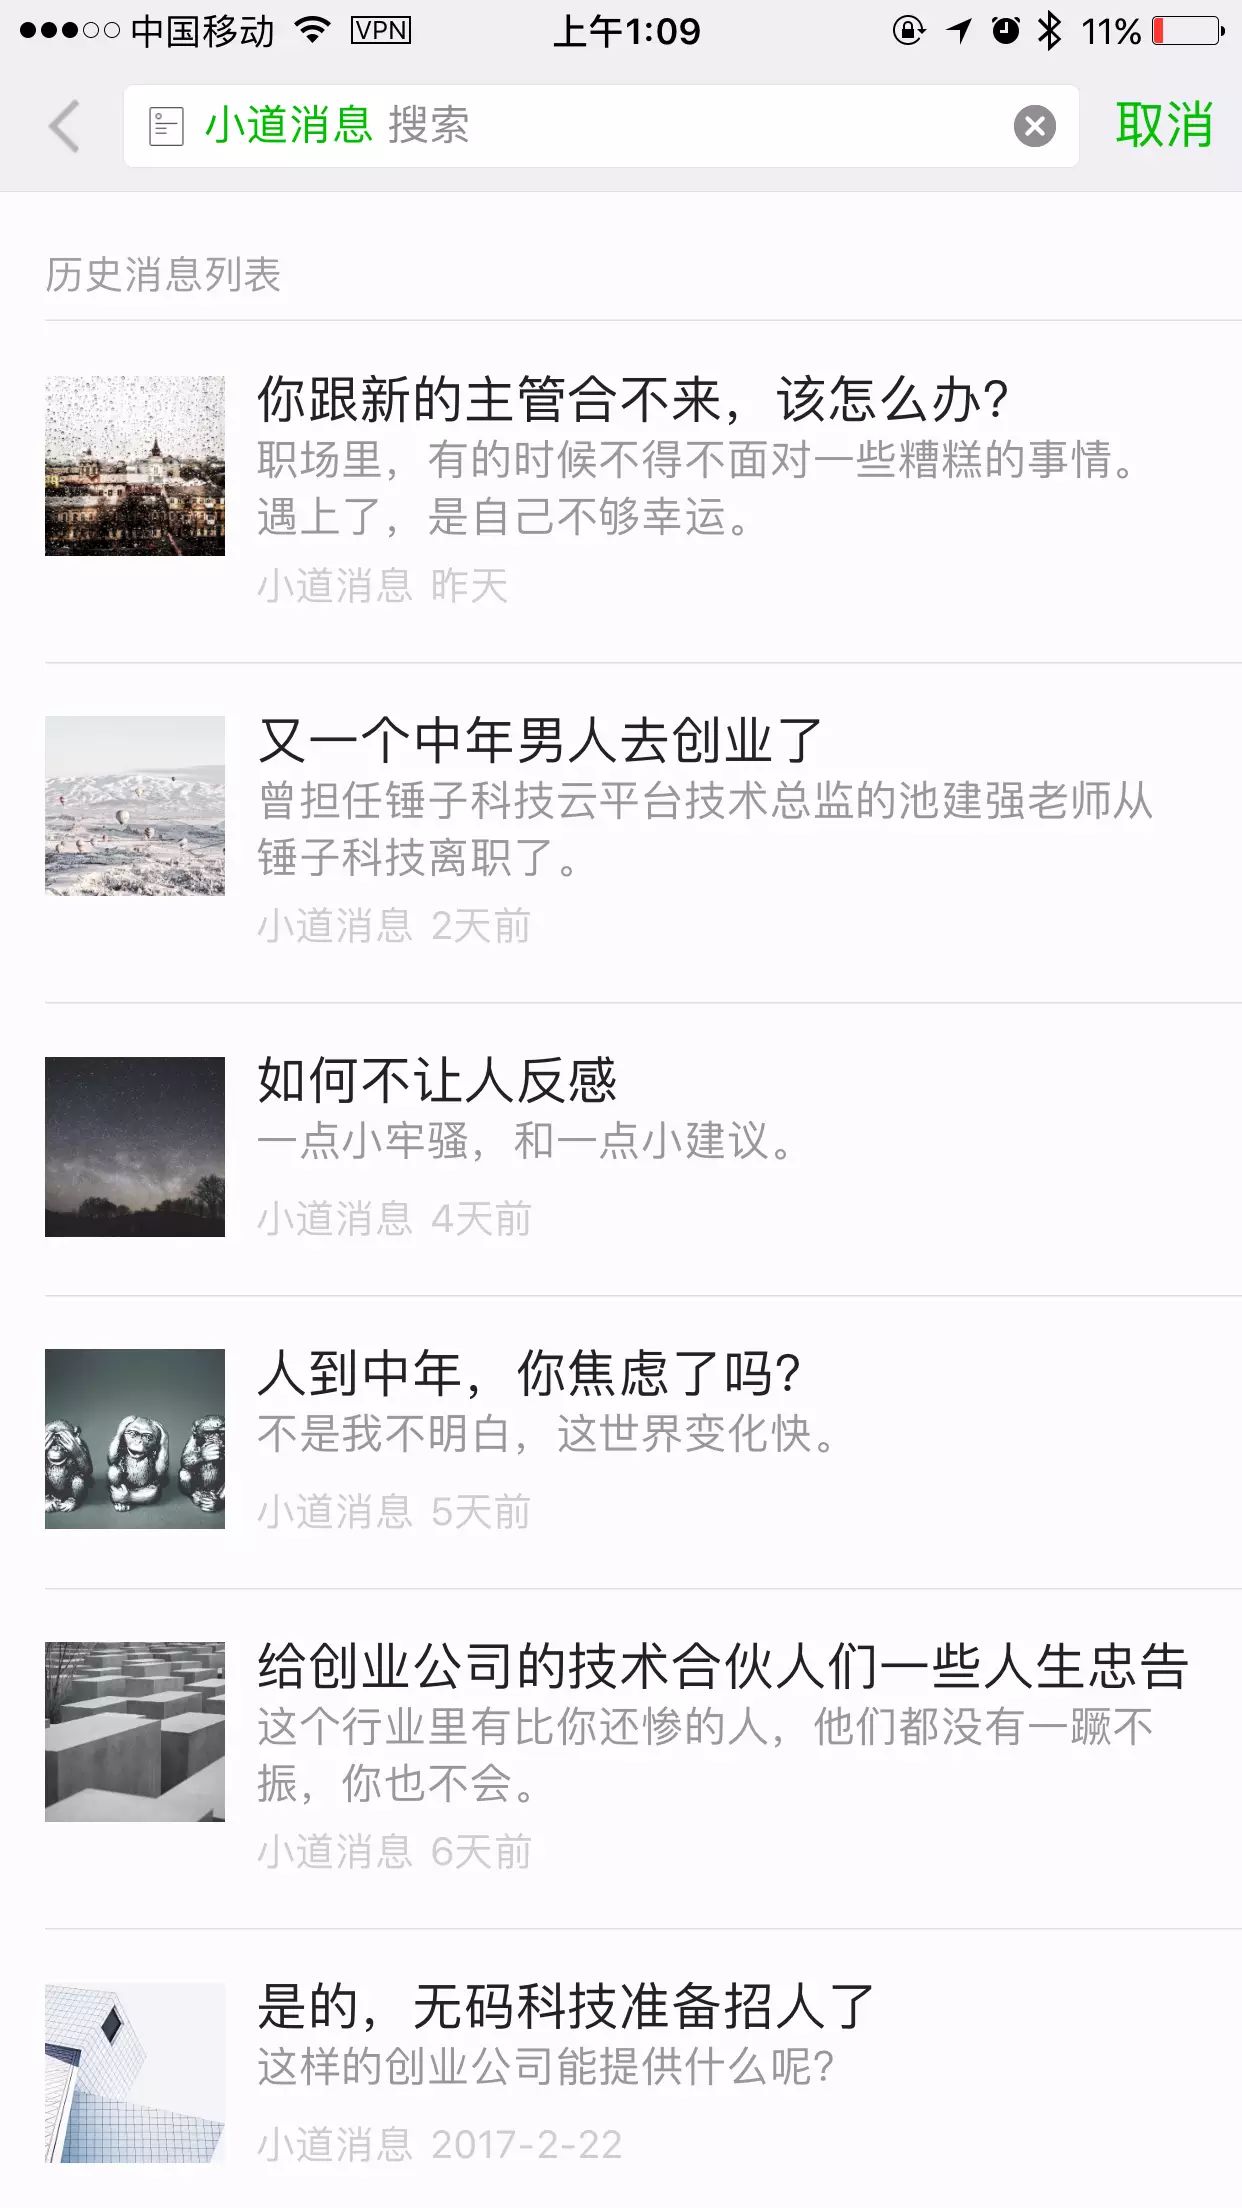 中国移动 VPN 上午1:09 11%
小道消息 搜索 取消
历史消息列表
你跟新的主管合不来，该怎么办?
职场里，有的时候不得不面对一些糟糕的事情。
遇上了，是自己不够幸运。
小道消息 昨天
又一个中年男人去创业了
曾担任锤子科技云平台技术总监的池建强老师从
锤子科技离职了。
小道消息 2天前
如何不让人反感
一点小牢骚，和一点小建议。
小道消息 4天前
人到中年，你焦虑了吗?
不是我不明白，这世界变化快。
小道消息 5天前
给创业公司的技术合伙人们一些人生忠告
这个行业里有比你还惨的人，他们都没有一蹶不
振，你也不会。
小道消息 6天前
是的，无码科技准备招人了
这样的创业公司能提供什么呢?
小道消息 2017-2-22